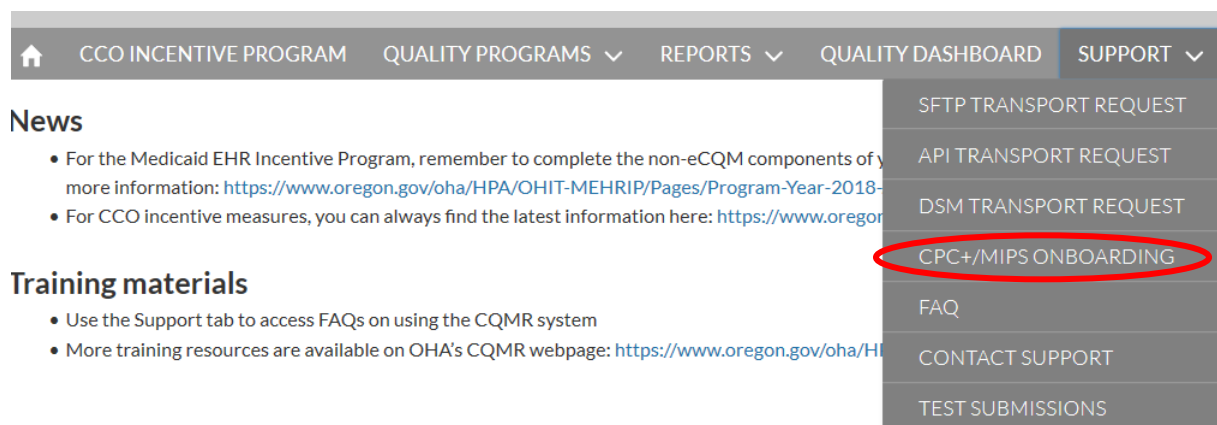 CCO INCENTIVE PROGRAM QUALITY PROGRAMS REPORTS QUALITY DASHBOARD SUPPORT
SFTP TRANSPORT REQUEST
API TRANSPORT REQUEST
DSM TRANSPORT REQUEST
CPC+/MIPS ONBOARDING
FAQ
CONTACT SUPPORT
TEST SUBMISSIONS
News
• For the Medicaid EHR Incentive Program, remember to complete the non-eCQM components of
more information: https://www.oregon.gov/oha/HPA/OHIT-MEHRIP/Pages/Program-Year-2018-
• For CCO incentive measures, you can always find the latest information here: https://www.oregon
Training materials
• Use the Support tab to access FAQs on using the CQMR system
• More training resources are available on OHA's CQMR webpage: https://www.oregon.gov/oha/H